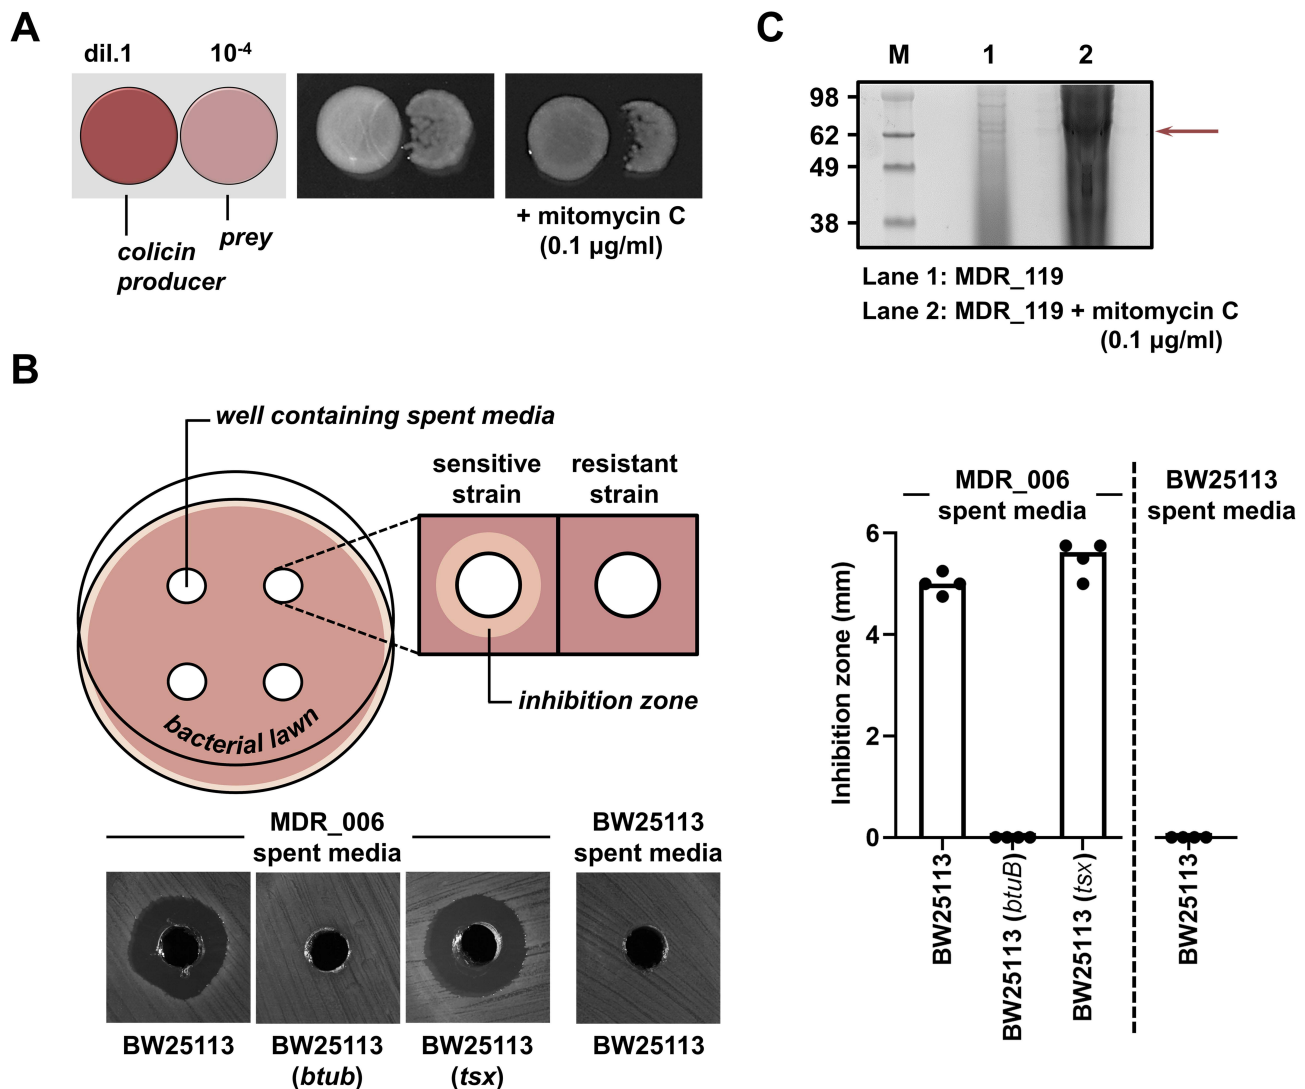 A
dil.1
10-4
colicin
producer
prey
+ mitomycin C
(0.1 µg/ml)
C
M
1
2
98
62
49
38
Lane 1: MDR_119
Lane 2: MDR_119 + mitomycin C
(0.1 µg/ml)
B
well containing spent media
sensitive
strain
resistant
strain
inhibition zone
bacterial lawn
MDR_006
spent media
BW25113
spent media
BW25113
BW25113
(btub)
BW25113
(tsx)
BW25113
MDR_006
spent media
BW25113
spent media
Inhibition zone (mm)
6
4
2
0
BW25113
BW25113 (btuB)
BW25113 (tsx)
BW25113